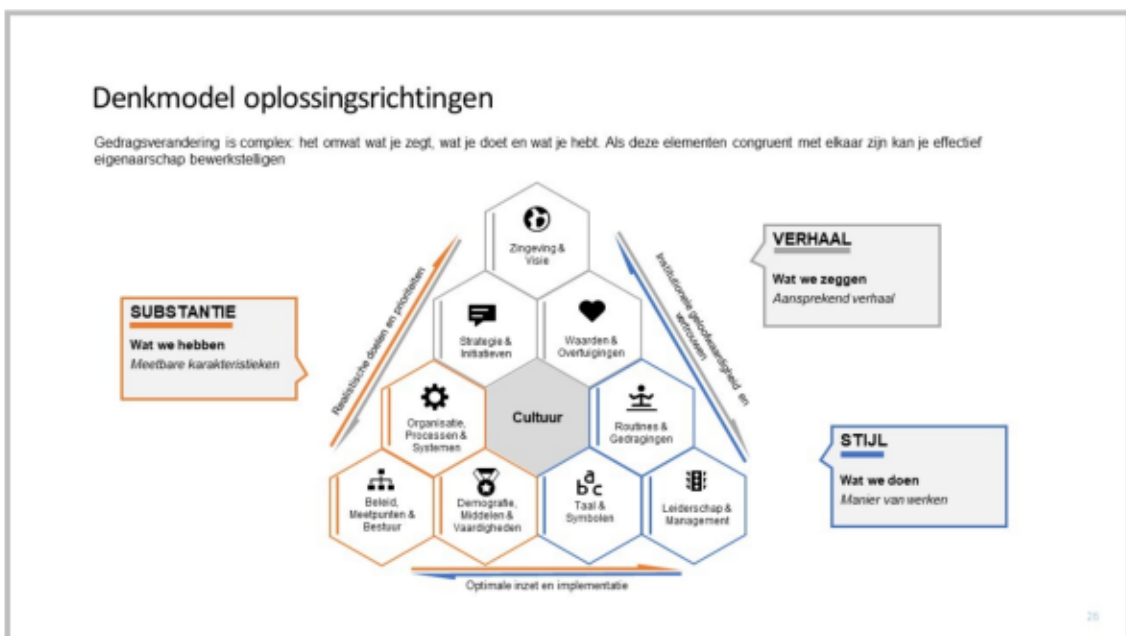 Denkmodel oplossingsrichtingen
Gedragsverandering is complex: het omvat wat je zegt, wat je doet en wat je hebt. Als deze elementen congruent met elkaar zijn kan je effectief
eigenaarschap bewerkstelligen
Zingeving &
Visie
VERHAAL
Wat we zeggen
Aansprekend verhaal
Realistische doelen en prioriteiten
Institutionele geloofwaardigheid en
vertrouwen
SUBSTANTIE
Wat we hebben
Meetbare karakteristieken
Strategie &
Initiatieven
Waarden &
Overtuigingen
Organisatie,
Processen &
Systemen
Cultuur
Routines &
Gedragingen
STIJL
Wat we doen
Manier van werken
Beleid,
Meetpunten &
Bestuur
Demografie,
Middelen &
Vaardigheden
a
b c
Taal &
Symbolen
Leiderschap &
Management
Optimale inzet en implementatie
26